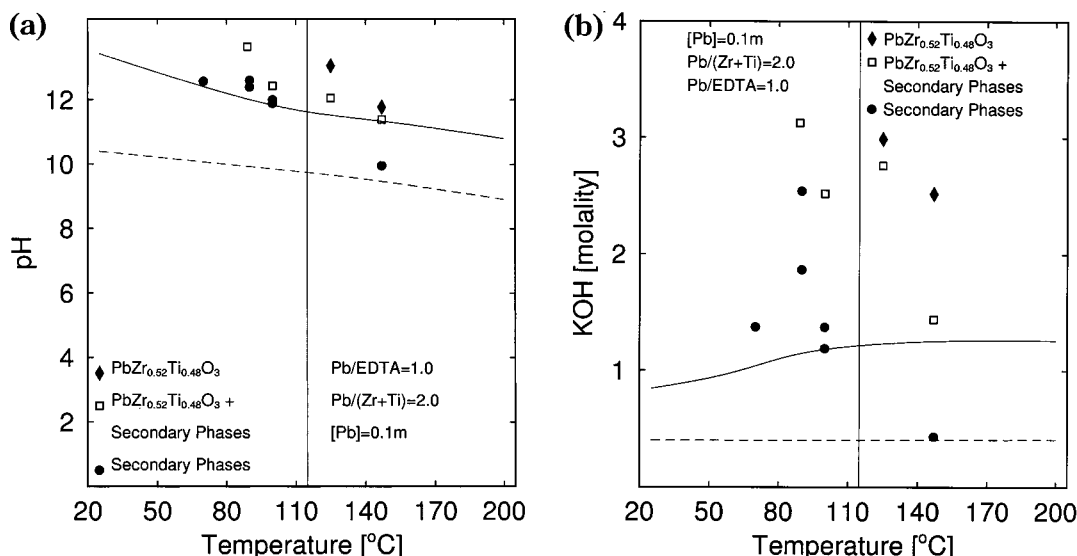 (a)
12
10
8
6
4
2
pH
PbZr0.52Ti0.48O3
PbZr0.52Ti0.48O3 +
Secondary Phases
Secondary Phases
Pb/EDTA=1.0
Pb/(Zr+Ti)=2.0
[Pb]=0.1m
20 50 80 110 140 170 200
Temperature [°C]
(b)
4
3
2
1
KOH [molality]
[Pb]=0.1m
Pb/(Zr+Ti)=2.0
Pb/EDTA=1.0
PbZr0.52Ti0.48O3
PbZr0.52Ti0.48O3 +
Secondary Phases
Secondary Phases
20 50 80 110 140 170 200
Temperature [°C]